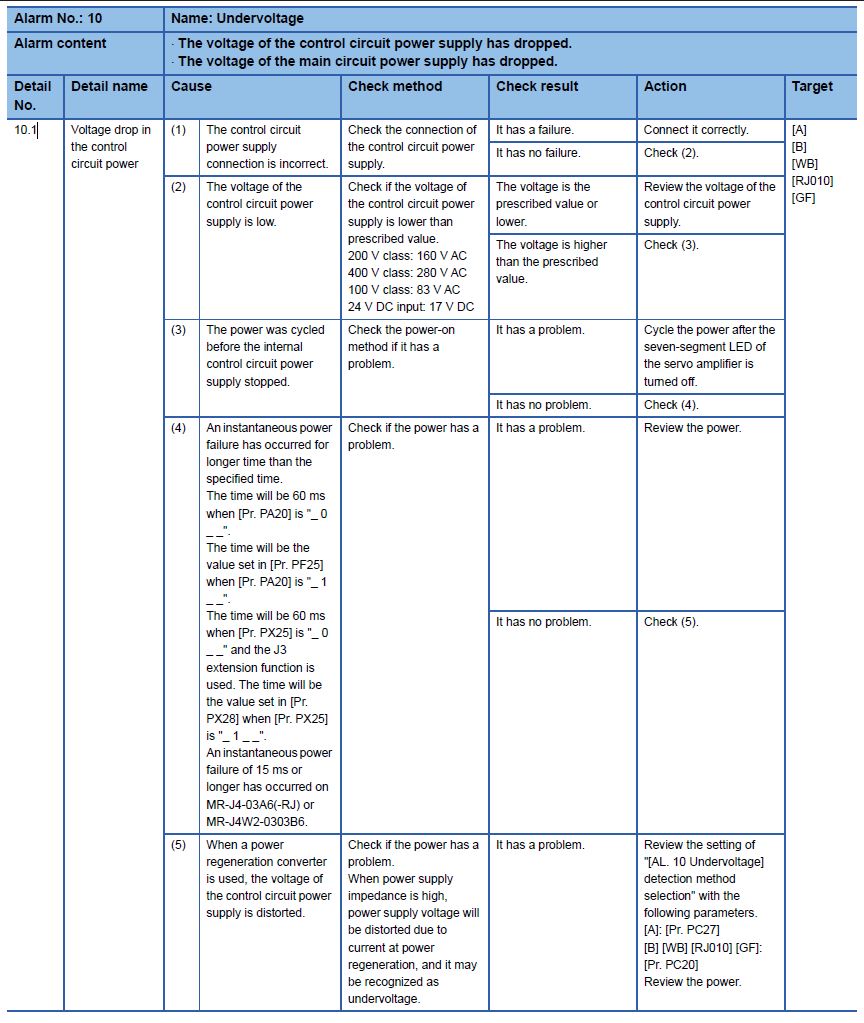 Alarm No.: 10
Name: Undervoltage
Alarm content
· The voltage of the control circuit power supply has dropped.
· The voltage of the main circuit power supply has dropped.
Detail
No.
Detail name
Cause
Check method
Check result
Action
Target
10.1
Voltage drop in
the control
circuit power
(1)
The control circuit
power supply
connection is incorrect.
Check the connection of
the control circuit power
supply.
It has a failure.
Connect it correctly.
It has no failure.
Check (2).
[A]
[B]
[WB]
[RJ010]
[GF]
(2)
The voltage of the
control circuit power
supply is low.
Check if the voltage of
the control circuit power
supply is lower than
prescribed value.
200 V class: 160 V AC
400 V class: 280 V AC
100 V class: 83 V AC
24 V DC input: 17 V DC
The voltage is the
prescribed value or
lower.
Review the voltage of the
control circuit power
supply.
The voltage is higher
than the prescribed
value.
Check (3).
(3)
The power was cycled
before the internal
control circuit power
supply stopped.
Check the power-on
method if it has a
problem.
It has a problem.
Cycle the power after the
seven-segment LED of
the servo amplifier is
turned off.
It has no problem.
Check (4).
(4)
An instantaneous power
failure has occurred for
longer time than the
specified time.
The time will be 60 ms
when [Pr. PA20] is "_ 0
_ _".
The time will be the
value set in [Pr. PF25]
when [Pr. PA20] is "_ 1
_ _".
The time will be 60 ms
when [Pr. PX25] is "_ 0
_ _" and the J3
extension function is
used. The time will be
the value set in [Pr.
PX28] when [Pr. PX25]
is "_ 1 _ _".
An instantaneous power
failure of 15 ms or
longer has occurred on
MR-J4-03A6(-RJ) or
MR-J4W2-0303B6.
Check if the power has a
problem.
It has a problem.
Review the power.
It has no problem.
Check (5).
(5)
When a power
regeneration converter
is used, the voltage of
the control circuit power
supply is distorted.
Check if the power has a
problem.
When power supply
impedance is high,
power supply voltage will
be distorted due to
current at power
regeneration, and it may
be recognized as
undervoltage.
It has a problem.
Review the setting of
"[AL. 10 Undervoltage]
detection method
selection" with the
following parameters.
[A]: [Pr. PC27]
[B] [WB] [RJ010] [GF]:
[Pr. PC20]
Review the power.